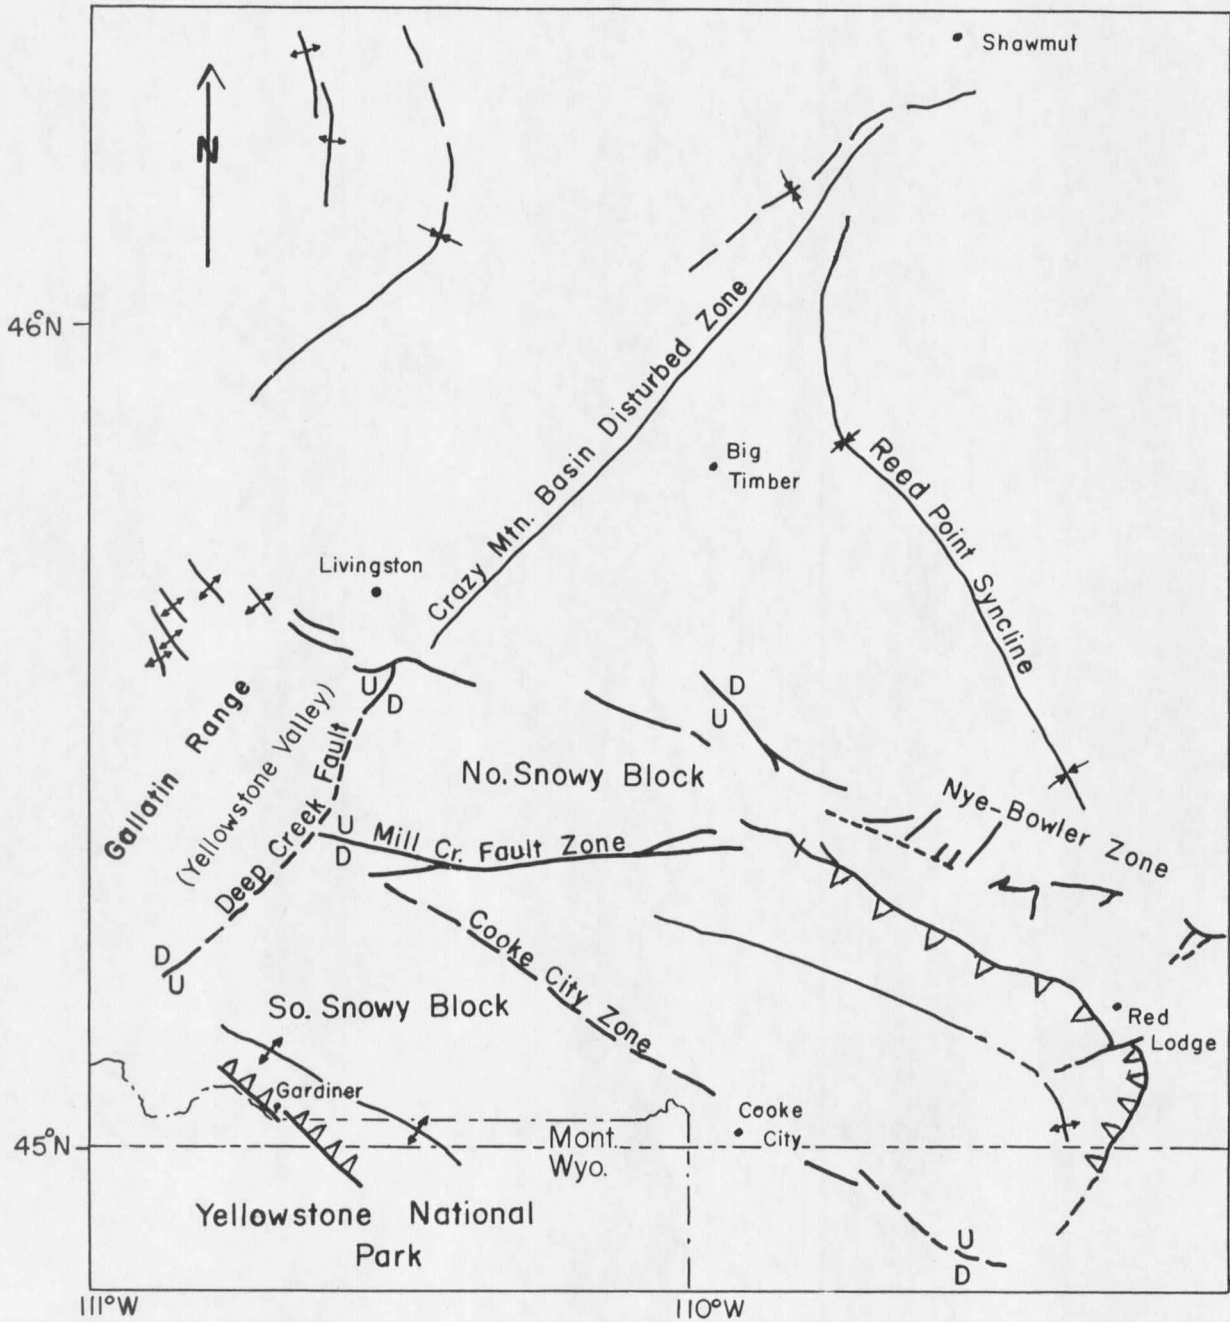 Shawmut
N
46°N
Crazy Mtn. Basin Disturbed Zone
Big
Timber
Reed Point Syncline
Livingston
Gallatin Range
(Yellowstone Valley)
Deep Creek Fault
U
D
D
U
No. Snowy Block
Nye-Bowler Zone
U
D
Mill Cr. Fault Zone
Cooke City Zone
D
U
So. Snowy Block
Red
Lodge
Gardiner
Cooke
City
45°N
Mont.
Wyo.
Yellowstone National
Park
U
D
111°W
110°W